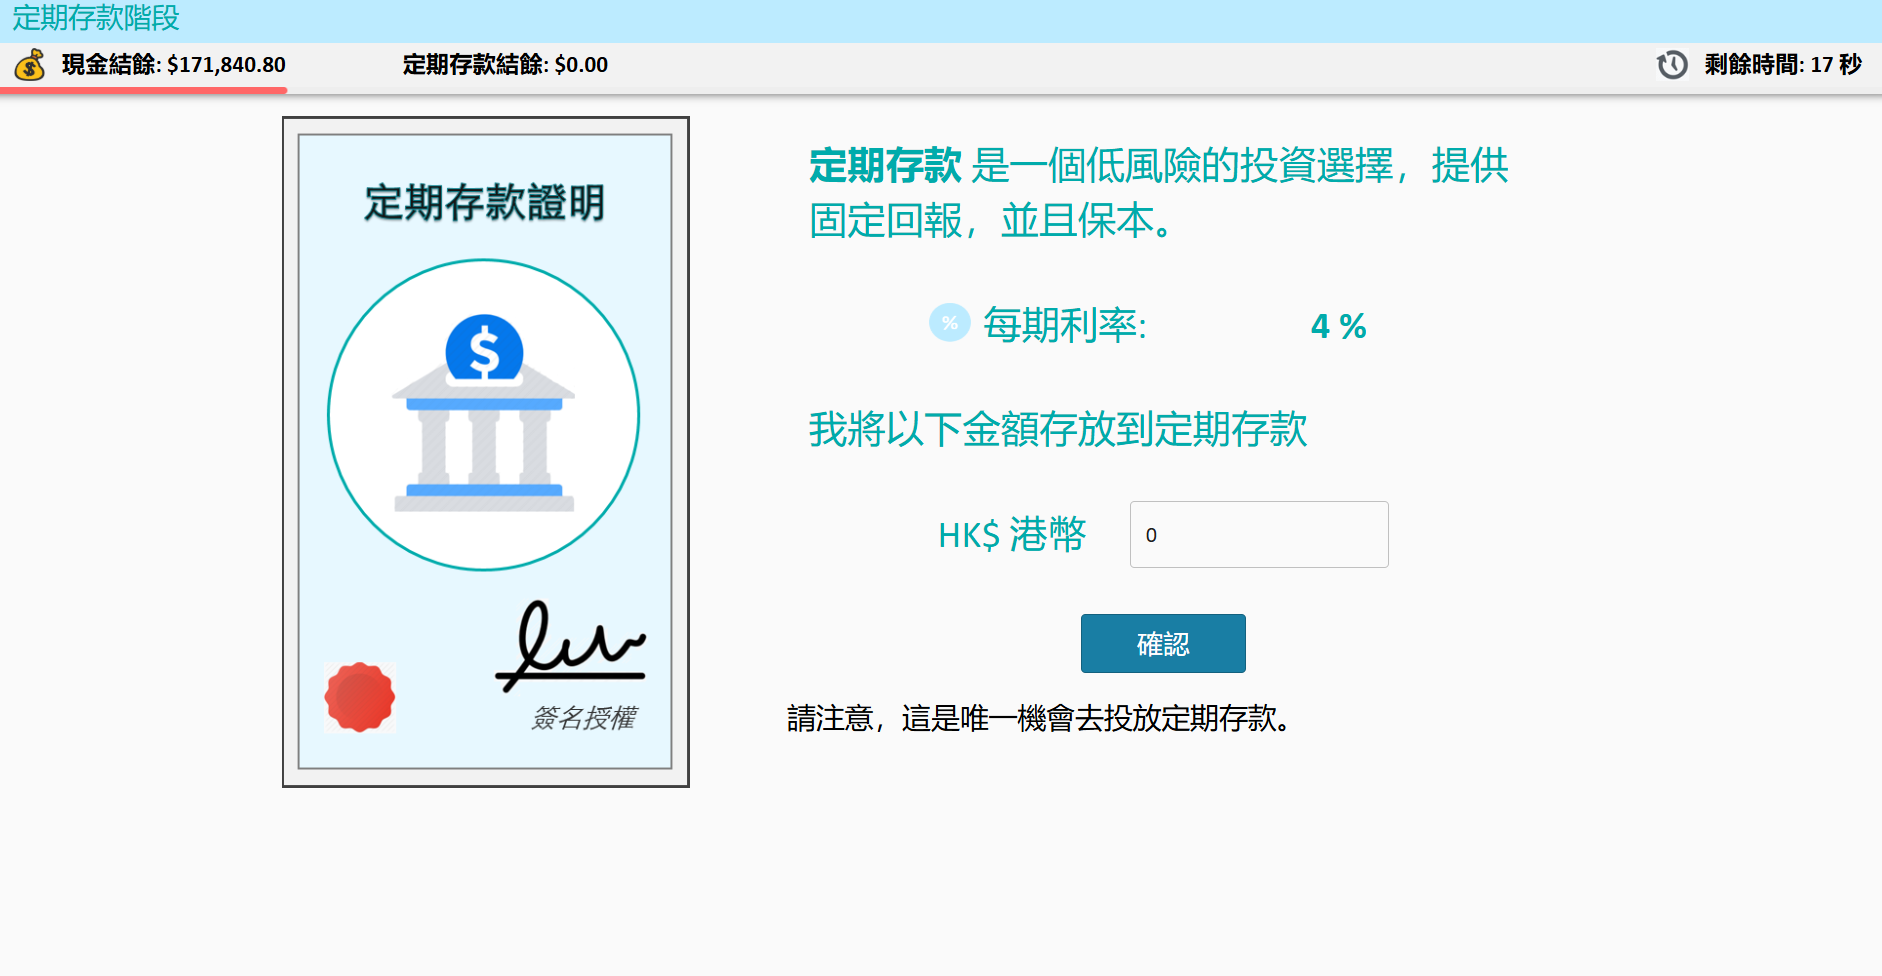 定期存款階段
現金結餘: $171,840.80
定期存款結餘: $0.00
剩餘時間: 17 秒
定期存款證明
$
簽名授權
定期存款 是一個低風險的投資選擇，提供
固定回報，並且保本。
% 每期利率: 4 %
我將以下金額存放到定期存款
HK$ 港幣 0
確認
請注意，這是唯一機會去投放定期存款。